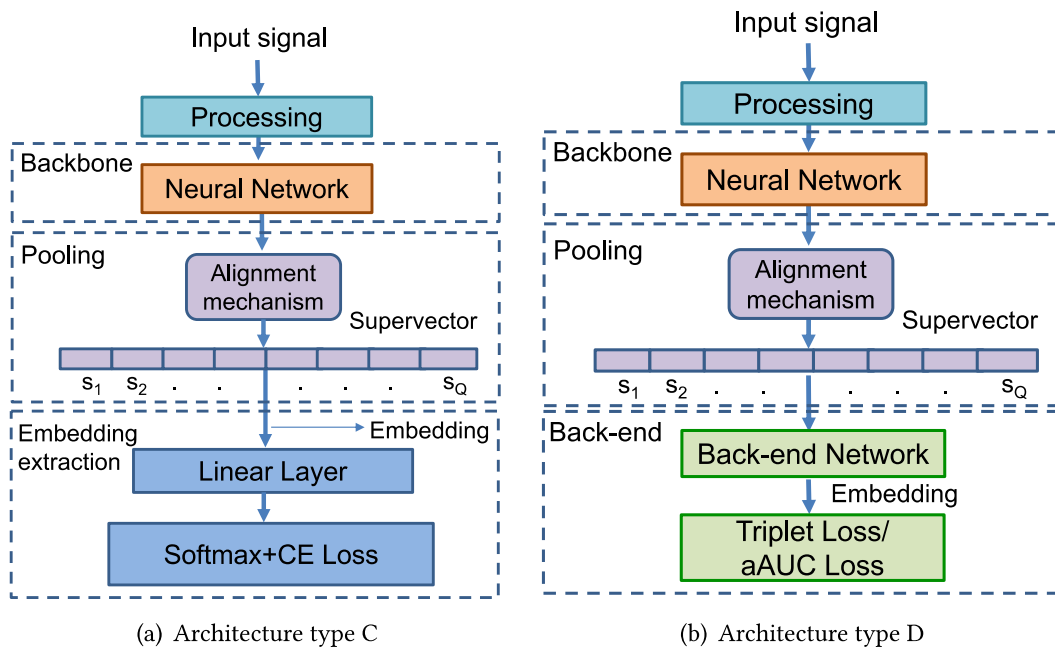 Input signal
Processing
Backbone
Neural Network
Pooling
Alignment
mechanism
Supervector
s1 s2 . . . . . sQ
Embedding
Embedding
extraction
Linear Layer
Softmax+CE Loss
(a) Architecture type C
Input signal
Processing
Backbone
Neural Network
Pooling
Alignment
mechanism
Supervector
s1 s2 . . . . . sQ
Back-end
Back-end Network
Embedding
Triplet Loss/
aAUC Loss
(b) Architecture type D